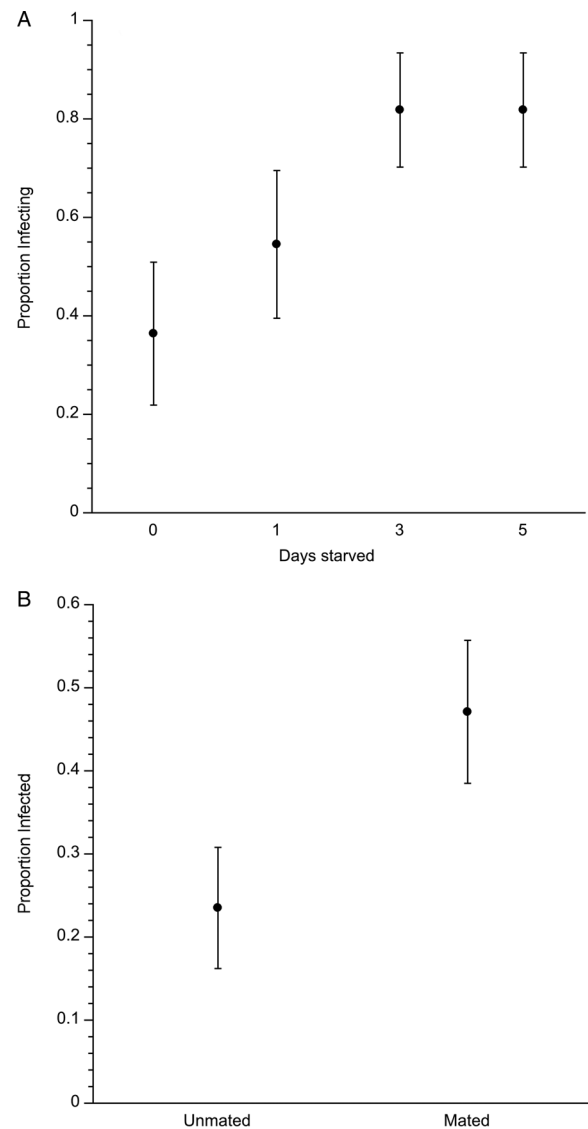 A
1
0.8
0.6
0.4
0.2
0
Proportion Infecting
0 1 3 5
Days starved
B
0.6
0.5
0.4
0.3
0.2
0.1
0
Proportion Infected
Unmated Mated